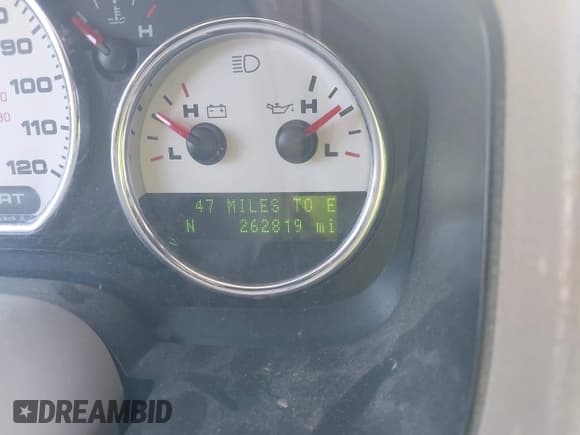 H
90
100
110
120
H H
L L
47 MILES TO E
N 262819 mi
DREAMBID